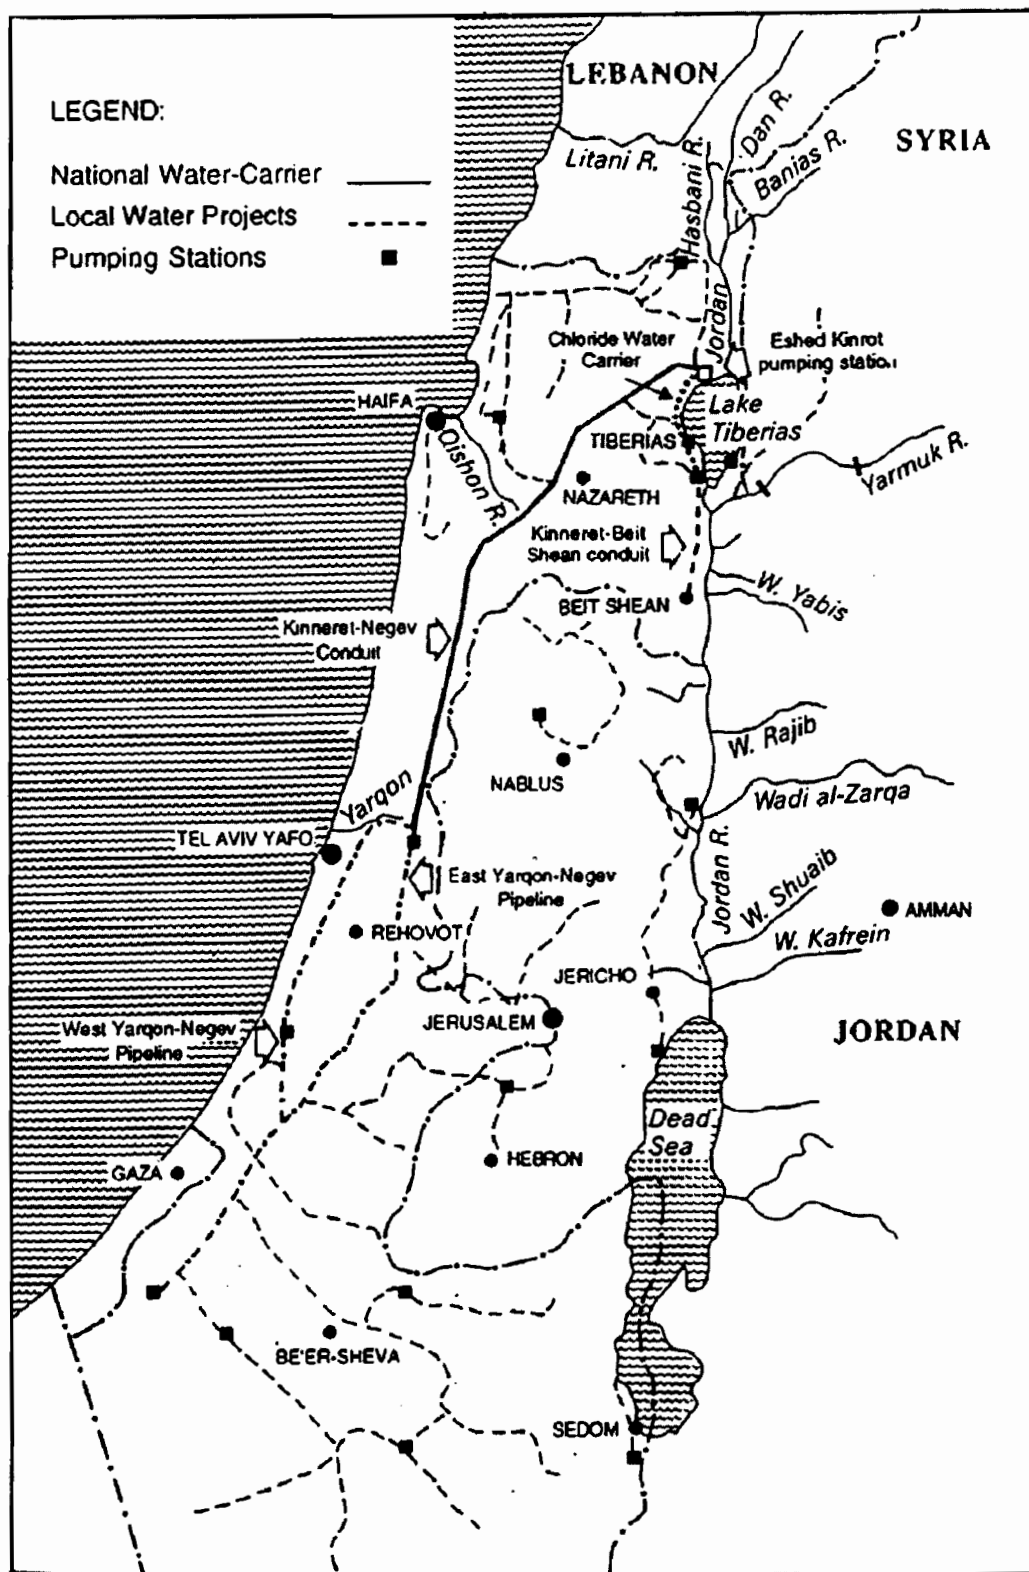 LEBANON
LEGEND:
Dan R.
SYRIA
Litani R.
Hasbani R.
Banias R.
National Water-Carrier
Local Water Projects
Pumping Stations
Jordan
Chloride Water
Carrier
Eshed Kinrot
pumping station
HAIFA
Lake
Tiberias
Qishon R.
TIBERIAS
Yarmuk R.
NAZARETH
Kinneret-Beit
Shean conduit
W. Yabis
BEIT SHEAN
Kinneret-Negev
Conduit
W. Rajib
NABLUS
Yarqon
Wadi al-Zarqa
TEL AVIV YAFO
Jordan R.
East Yarqon-Negev
Pipeline
W. Shuaib
AMMAN
REHOVOT
W. Kafrein
JERICHO
JERUSALEM
West Yarqon-Negev
Pipeline
JORDAN
Dead
Sea
GAZA
HEBRON
BE'ER-SHEVA
SEDOM